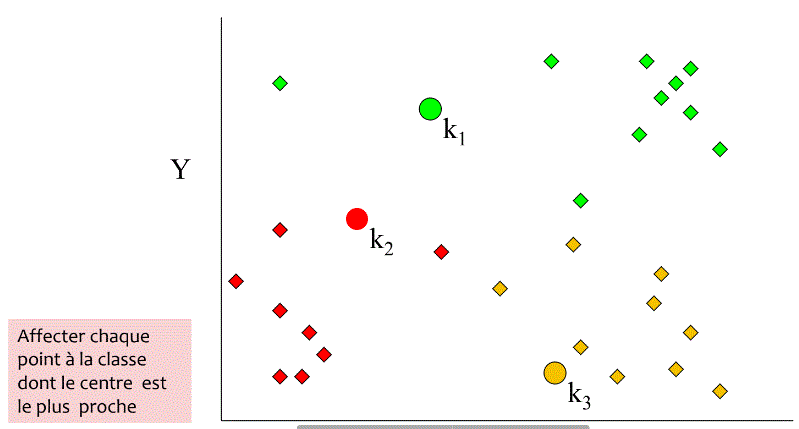 k₁
Y
k₂
Affecter chaque
point à la classe
dont le centre est
le plus proche
k₃